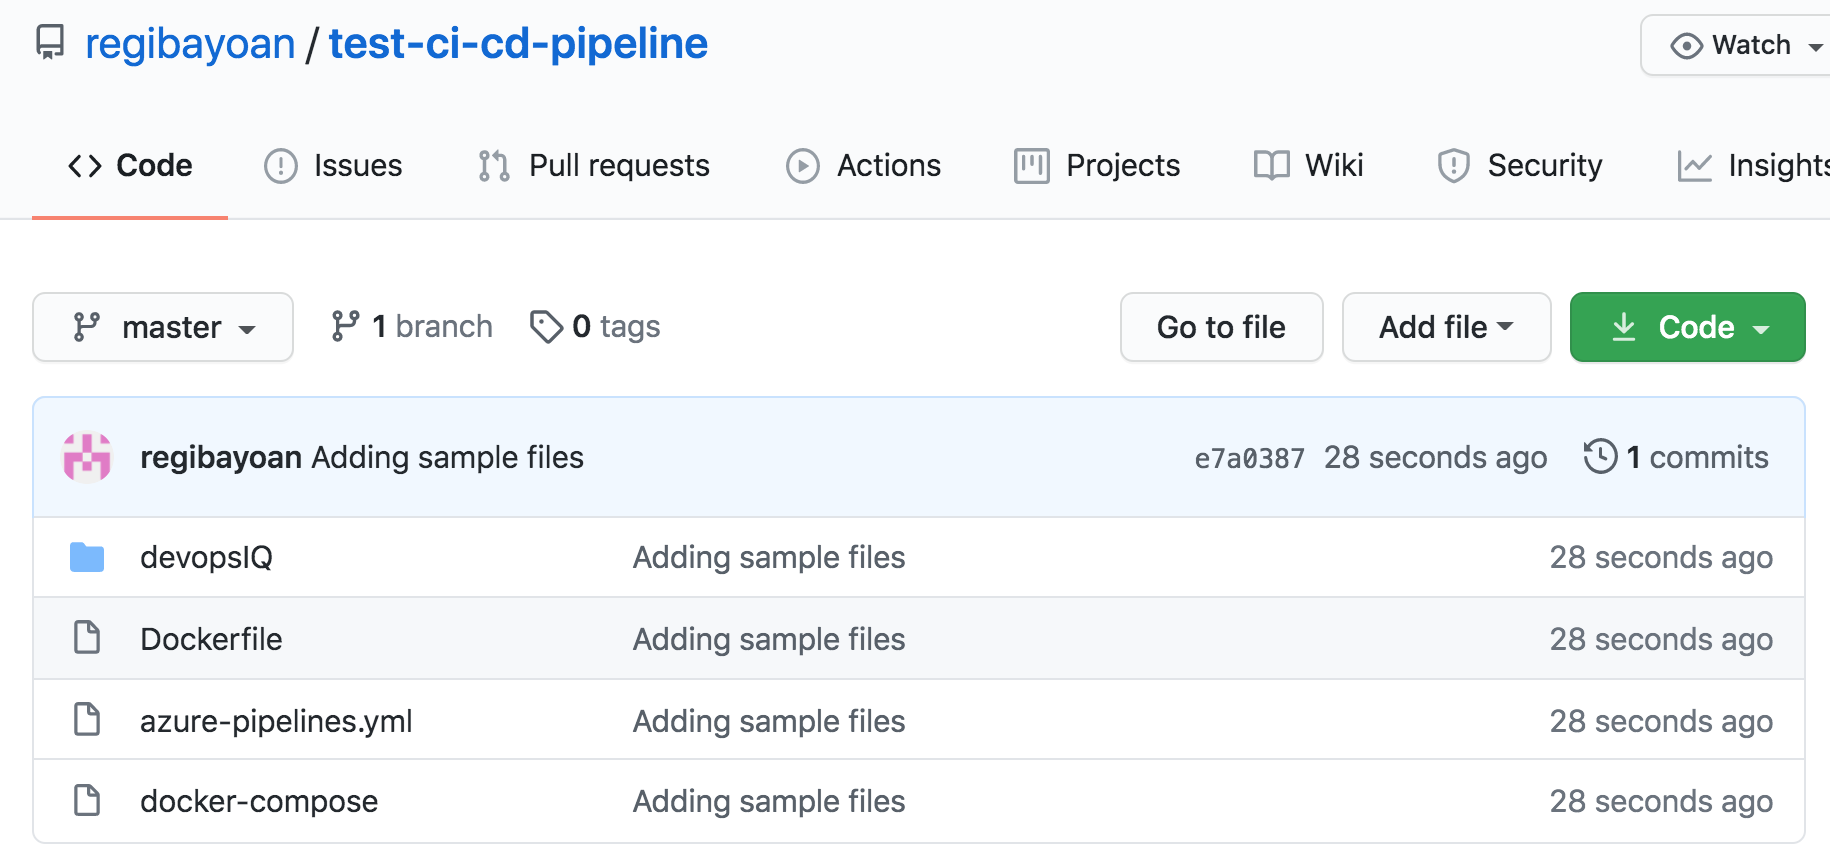 regibayoan / test-ci-cd-pipeline
Watch
Code Issues Pull requests Actions Projects Wiki Security Insights
master 1 branch 0 tags Go to file Add file Code
regibayoan Adding sample files e7a0387 28 seconds ago 1 commits
devopsIQ Adding sample files 28 seconds ago
Dockerfile Adding sample files 28 seconds ago
azure-pipelines.yml Adding sample files 28 seconds ago
docker-compose Adding sample files 28 seconds ago